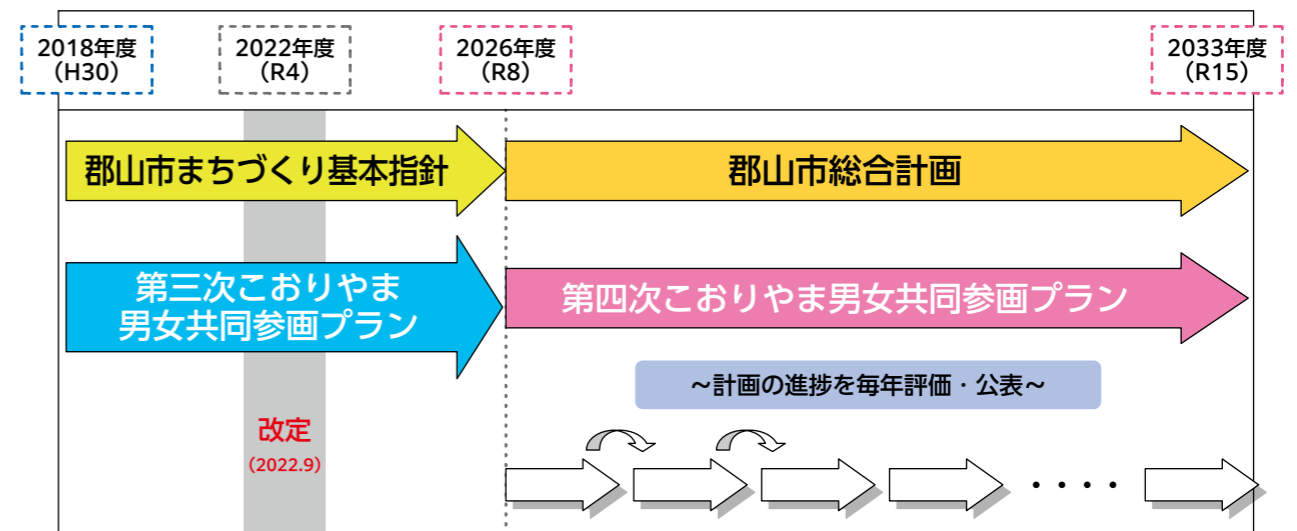 2018年度
（H30）
2022年度
（R4）
2026年度
（R8）
2033年度
（R15）
郡山市まちづくり基本指針
郡山市総合計画
第三次こおりやま
男女共同参画プラン
第四次こおりやま男女共同参画プラン
～計画の進捗を毎年評価・公表～
改定
（2022.9）
・・・・